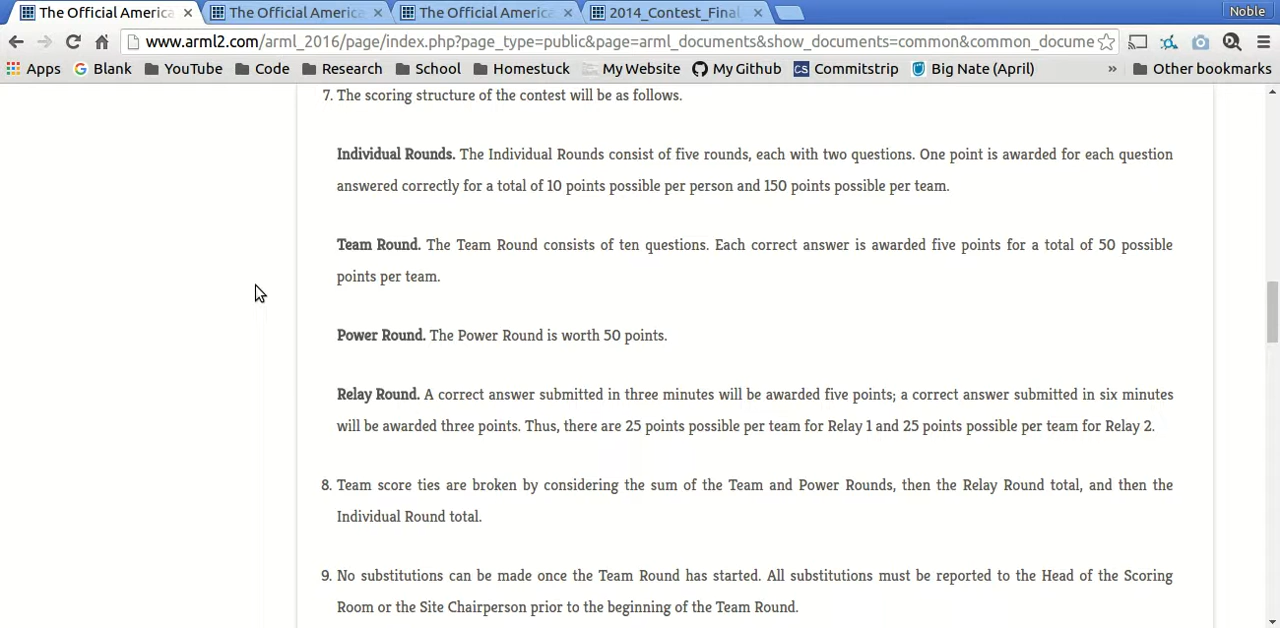 The Official America
The Official America
The Official America
2014_Contest_Final
Noble
www.arml2.com/arml_2016/page/index.php?page_type=public&page=arml_documents&show_documents=common&common_docume
Apps
Blank
YouTube
Code
Research
School
Homestuck
My Website
My Github
CS Commitstrip
Big Nate (April)
»
Other bookmarks
7. The scoring structure of the contest will be as follows.
Individual Rounds. The Individual Rounds consist of five rounds, each with two questions. One point is awarded for each question
answered correctly for a total of 10 points possible per person and 150 points possible per team.
Team Round. The Team Round consists of ten questions. Each correct answer is awarded five points for a total of 50 possible
points per team.
Power Round. The Power Round is worth 50 points.
Relay Round. A correct answer submitted in three minutes will be awarded five points; a correct answer submitted in six minutes
will be awarded three points. Thus, there are 25 points possible per team for Relay 1 and 25 points possible per team for Relay 2.
8. Team score ties are broken by considering the sum of the Team and Power Rounds, then the Relay Round total, and then the
Individual Round total.
9. No substitutions can be made once the Team Round has started. All substitutions must be reported to the Head of the Scoring
Room or the Site Chairperson prior to the beginning of the Team Round.